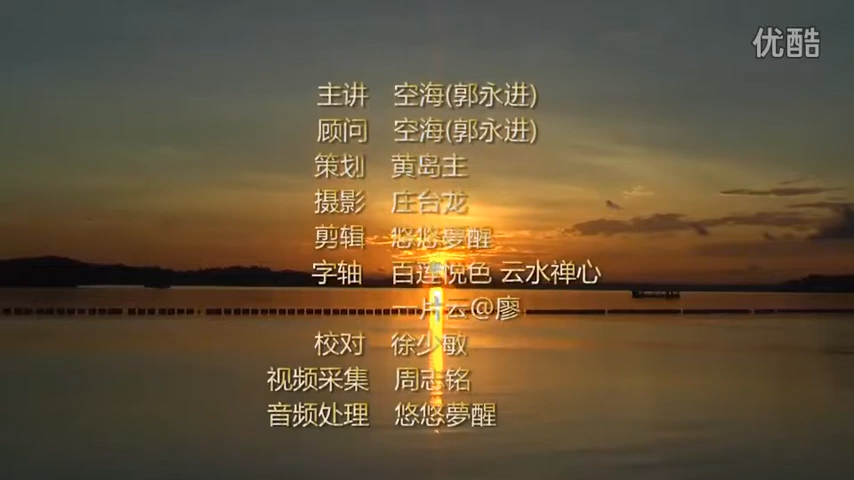 优酷
主讲 空海(郭永进)
顾问 空海(郭永进)
策划 黄岛主
摄影 庄台龙
剪辑 悠悠夢醒
字轴 百莲悦色 云水禅心
一片云@廖
校对 徐少敏
视频采集 周志铭
音频处理 悠悠夢醒